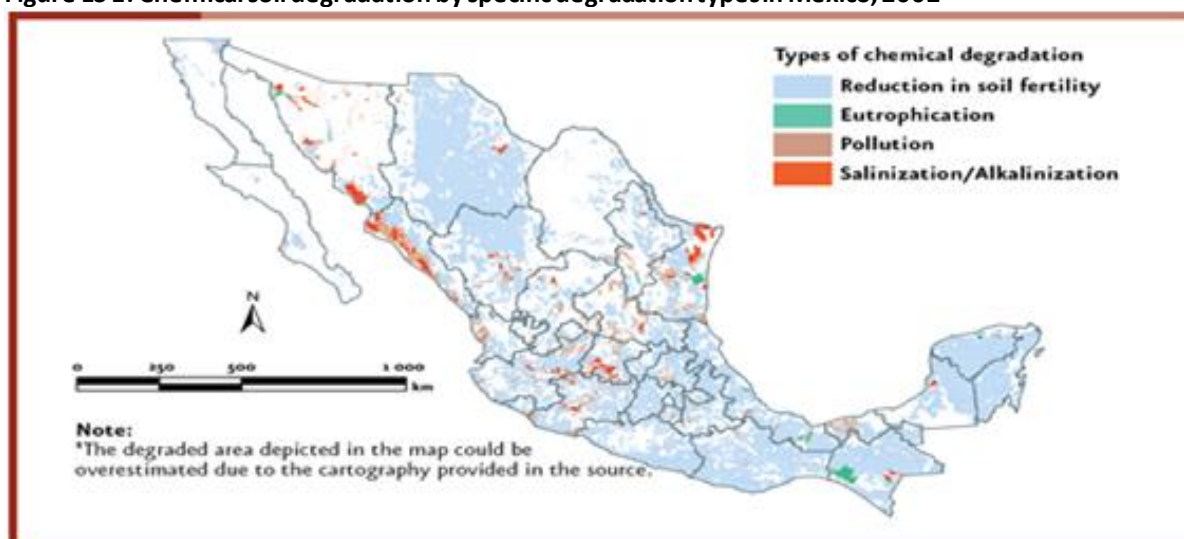 Types of chemical degradation
Reduction in soil fertility
Eutrophication
Pollution
Salinization/Alkalinization
N
0 250 500 1 000
km
Note:
*The degraded area depicted in the map could be
overestimated due to the cartography provided in the source.